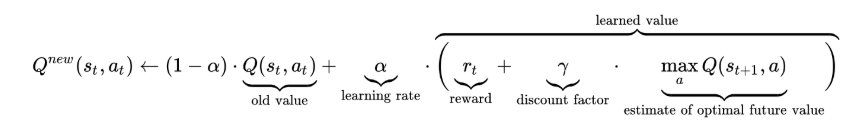 learned value
Q^{new}(s_t, a_t) ← (1 − α) · Q(s_t, a_t) + α · ( r_t + γ · max_a Q(s_{t+1}, a) )
old value
learning rate
reward
discount factor
estimate of optimal future value